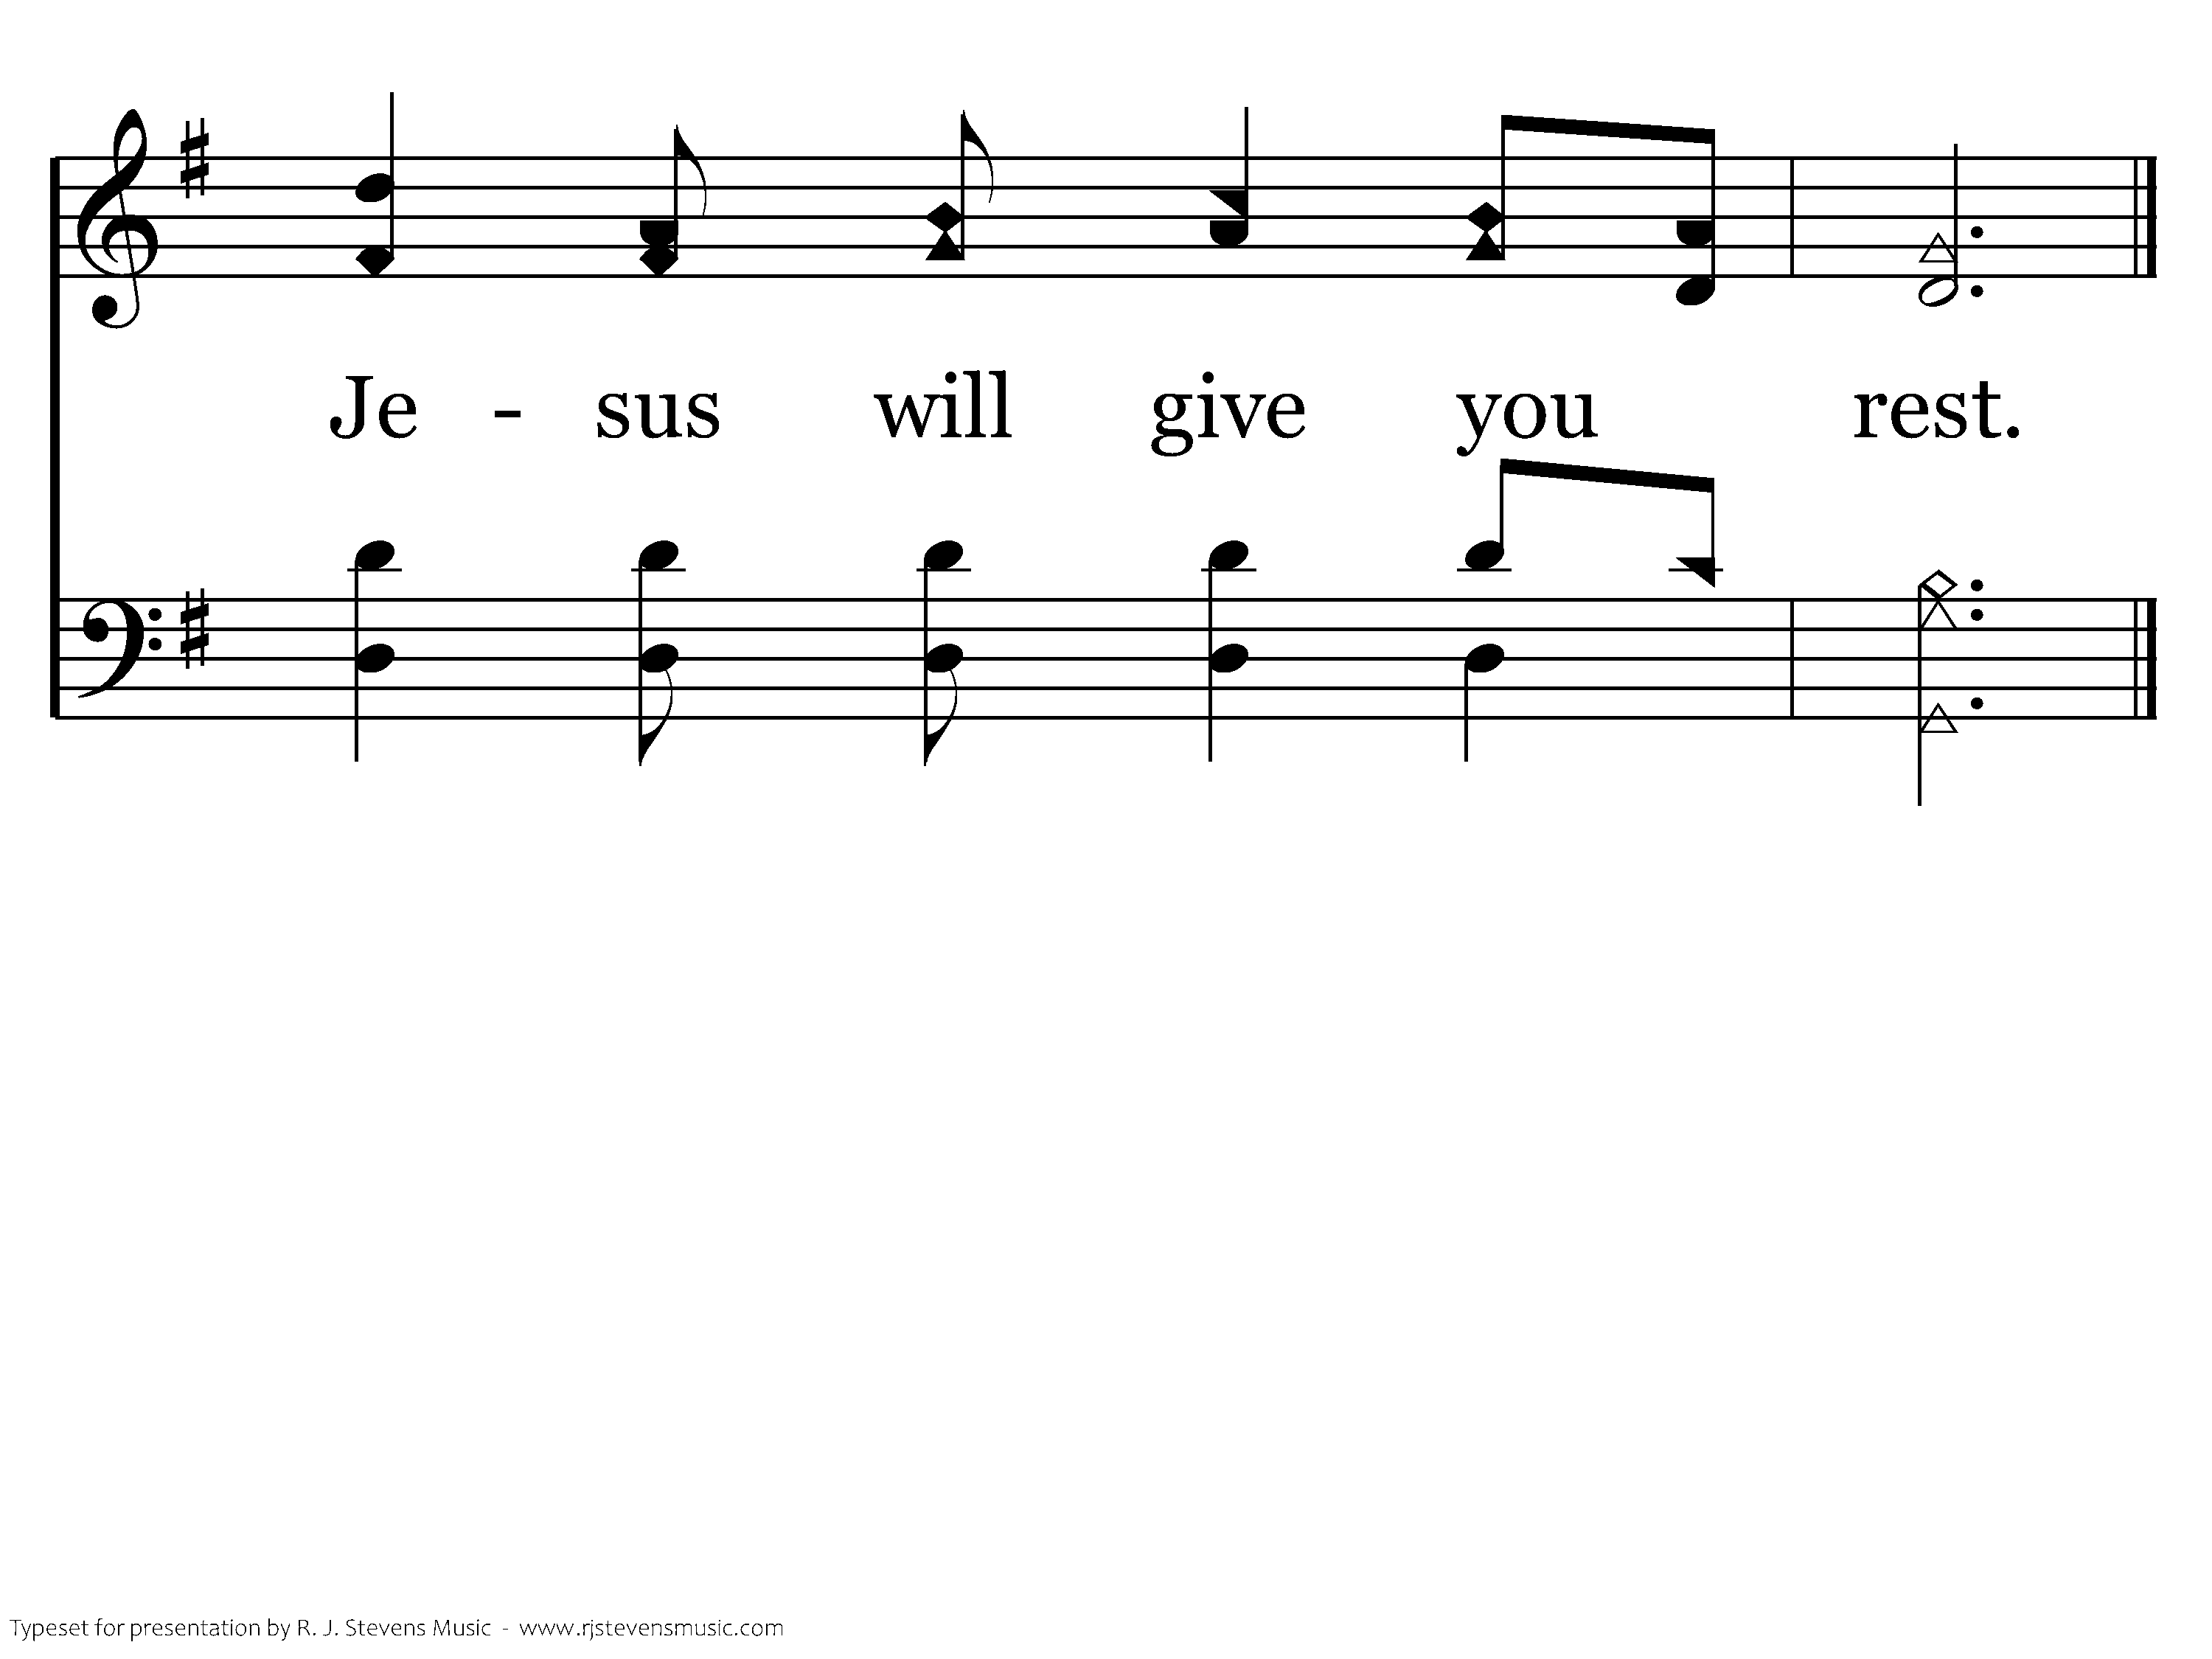 Je - sus will give you rest.
Typeset for presentation by R. J. Stevens Music - www.rjstevensmusic.com